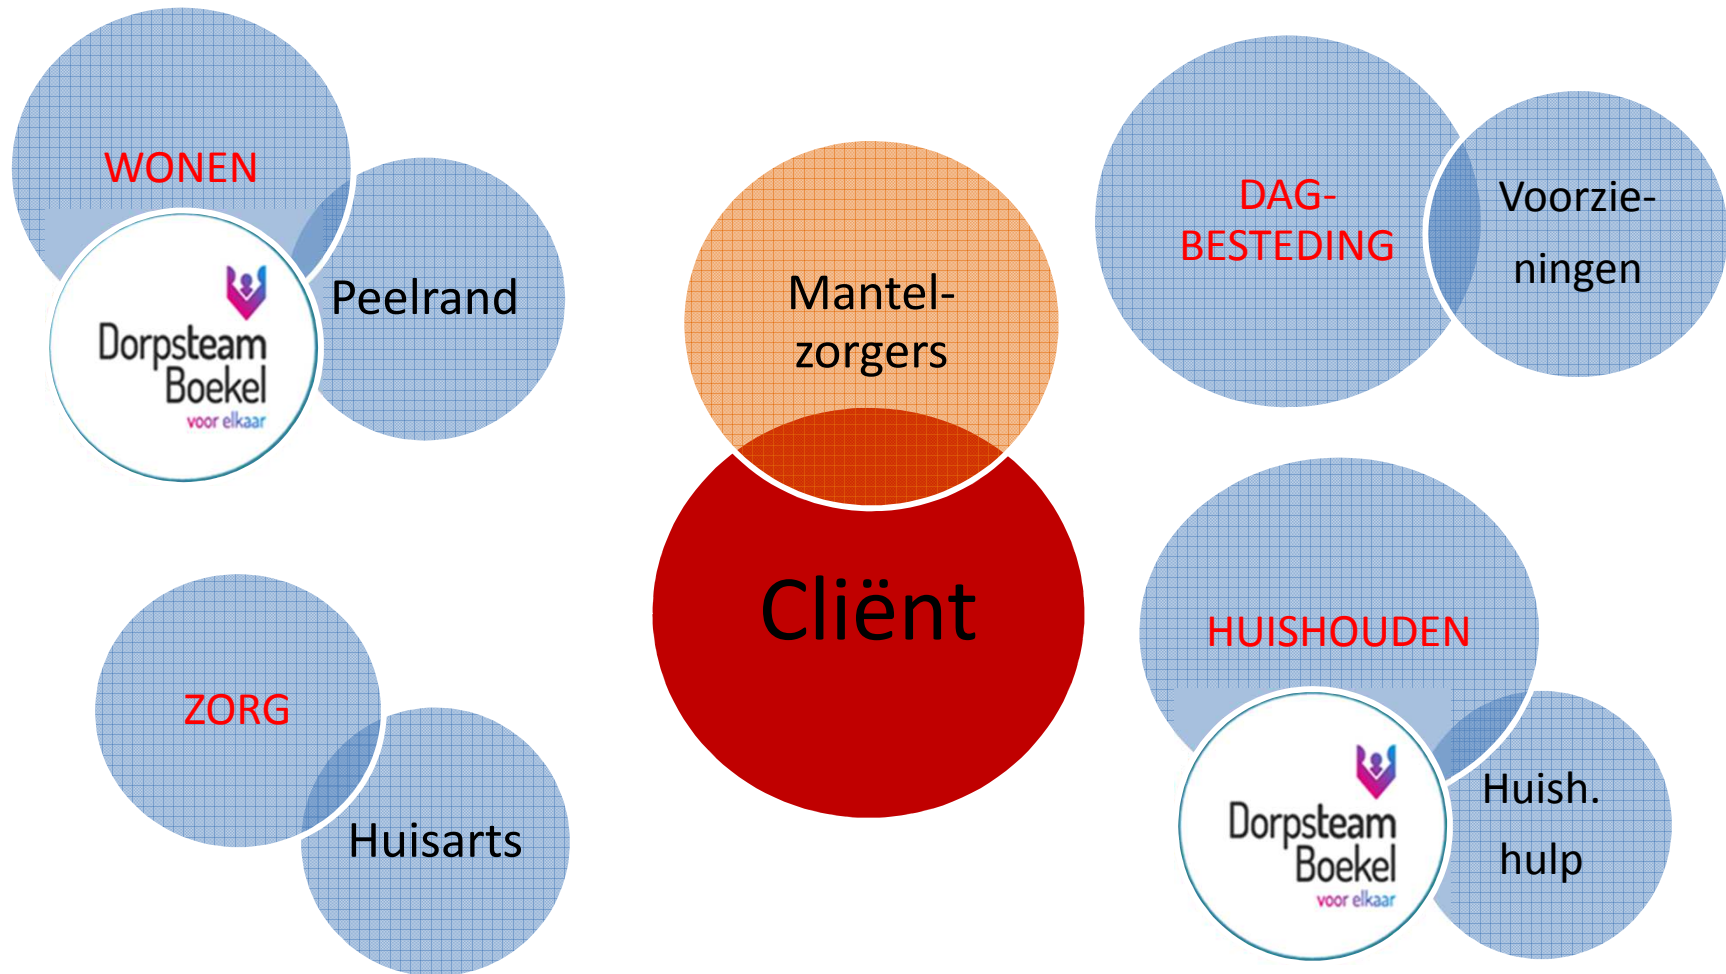 WONEN
Peelrand
Dorpsteam
Boekel
voor elkaar
Mantel-
zorgers
Cliënt
DAG-
BESTEDING
Voorzie-
ningen
ZORG
Huisarts
HUISHOUDEN
Huish.
hulp
Dorpsteam
Boekel
voor elkaar